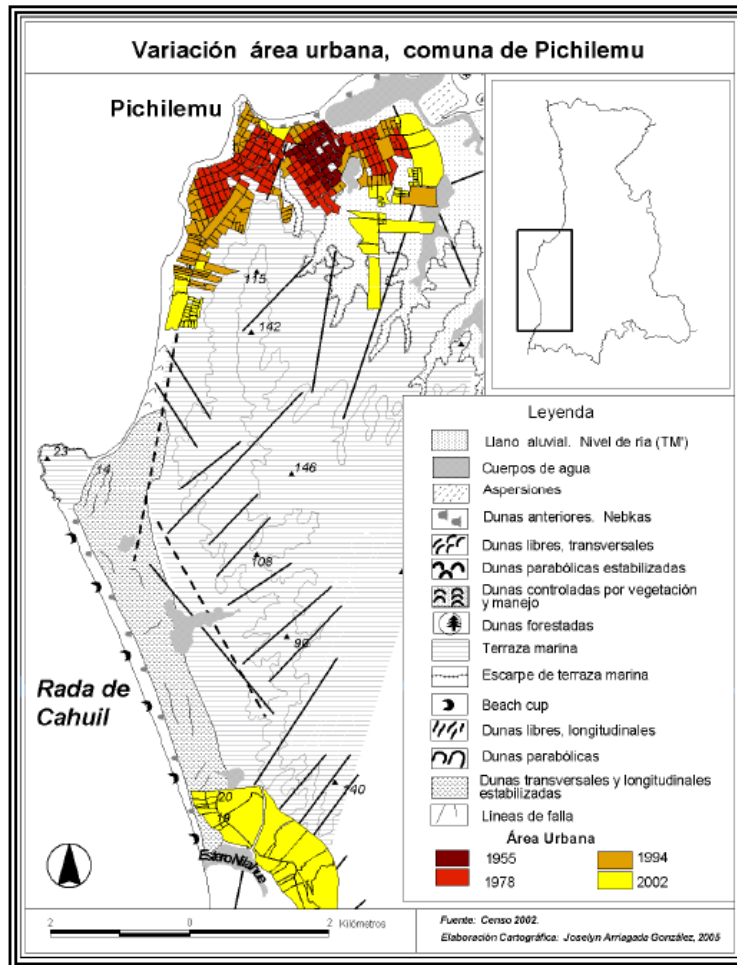 Variación área urbana, comuna de Pichilemu
Pichilemu
115
142
23
14
146
108
90
Rada de
Cahuil
140
20
19
Estero Nilahue
Leyenda
Llano aluvial. Nivel de ría (TM')
Cuerpos de agua
Aspersiones
Dunas anteriores. Nebkas
Dunas libres, transversales
Dunas parabólicas estabilizadas
Dunas controladas por vegetación
y manejo
Dunas forestadas
Terraza marina
Escarpe de terraza marina
Beach cup
Dunas libres, longitudinales
Dunas parabólicas
Dunas transversales y longitudinales
estabilizadas
Líneas de falla
Área Urbana
1955
1994
1978
2002
2 0 2 Kilómetros
Fuente: Censo 2002.
Elaboración Cartográfica: Joselyn Arriagada González, 2005